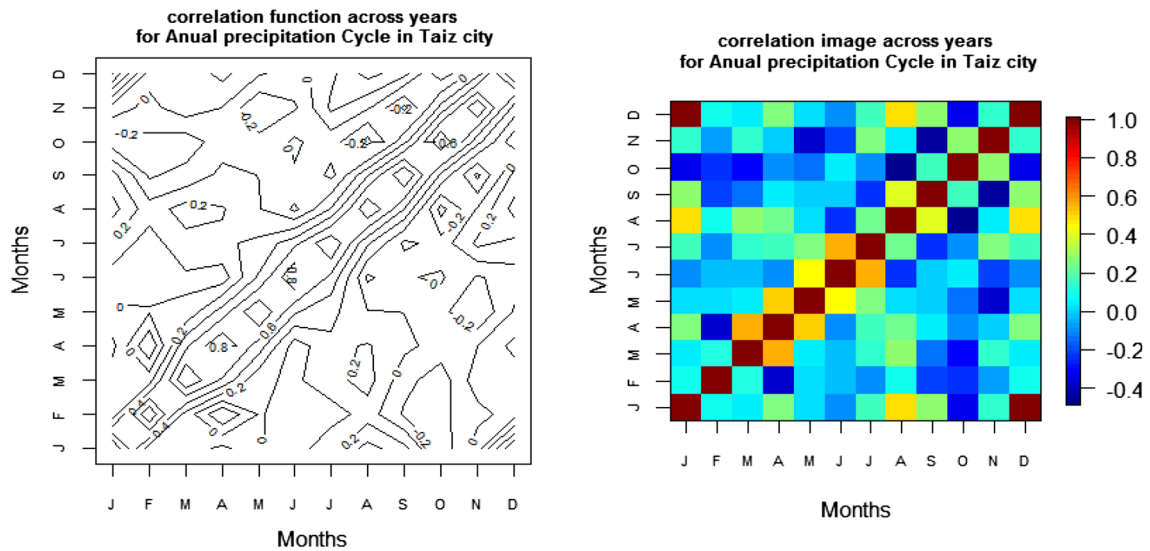 correlation function across years
for Anual precipitation Cycle in Taiz city
D
N
O
S
A
J
J
M
A
M
F
J
Months
J F M A M J J A S O N D
Months
0
0
-0.2
-0.2
-0.2
-0.2
0.6
0
0
0.2
0.2
-0.2
0.2
0.8
0
0
0.2
0.6
-0.2
0
0.8
0.2
0
0.4
0.2
0.4
0
0
0.2
-0.2
0
correlation image across years
for Anual precipitation Cycle in Taiz city
D
N
O
S
A
J
J
M
A
M
F
J
Months
J F M A M J J A S O N D
Months
1.0
0.8
0.6
0.4
0.2
0.0
-0.2
-0.4